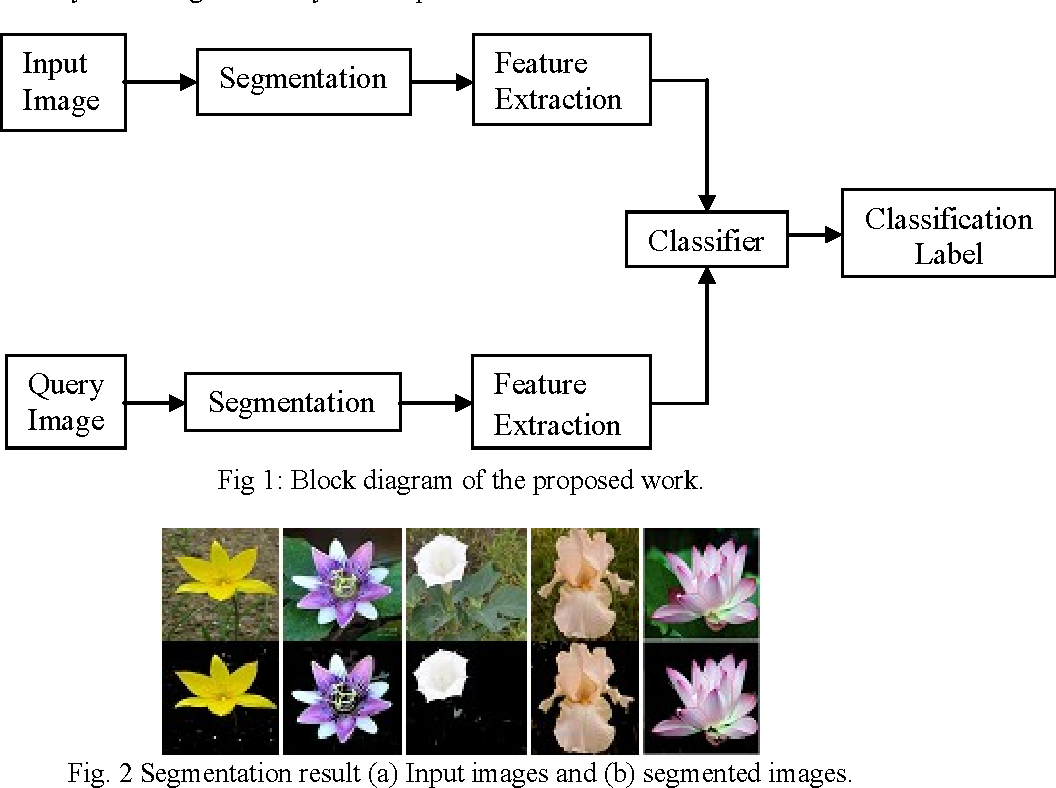 Input
Image
Segmentation
Feature
Extraction
Classifier
Classification
Label
Query
Image
Segmentation
Feature
Extraction
Fig 1: Block diagram of the proposed work.
Fig. 2 Segmentation result (a) Input images and (b) segmented images.